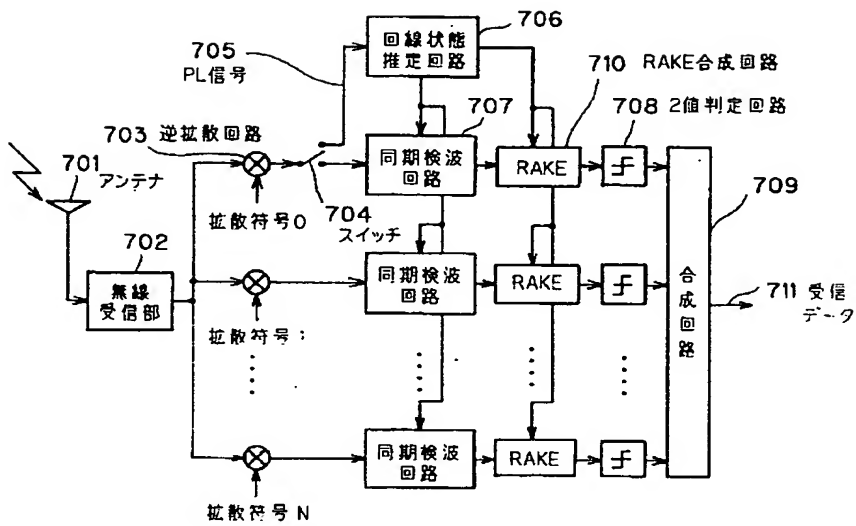 706
回線状態
推定回路
705
PL信号
710 RAKE合成回路
707
708 2値判定回路
703 逆拡散回路
701
アンテナ
同期検波
回路
RAKE
709
704
スイッチ
拡散符号0
702
無線
受信部
同期検波
回路
RAKE
合成回路
711 受信
データ
拡散符号
同期検波
回路
RAKE
拡散符号N